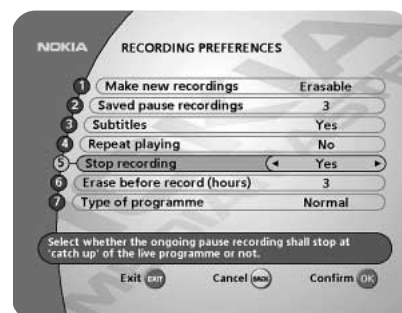 NOKIA
RECORDING PREFERENCES
1 Make new recordings Erasable
2 Saved pause recordings 3
3 Subtitles Yes
4 Repeat playing No
5 Stop recording Yes
6 Erase before record (hours) 3
7 Type of programme Normal
Select whether the ongoing pause recording shall stop at
'catch up' of the live programme or not.
Exit EXIT Cancel BACK Confirm OK